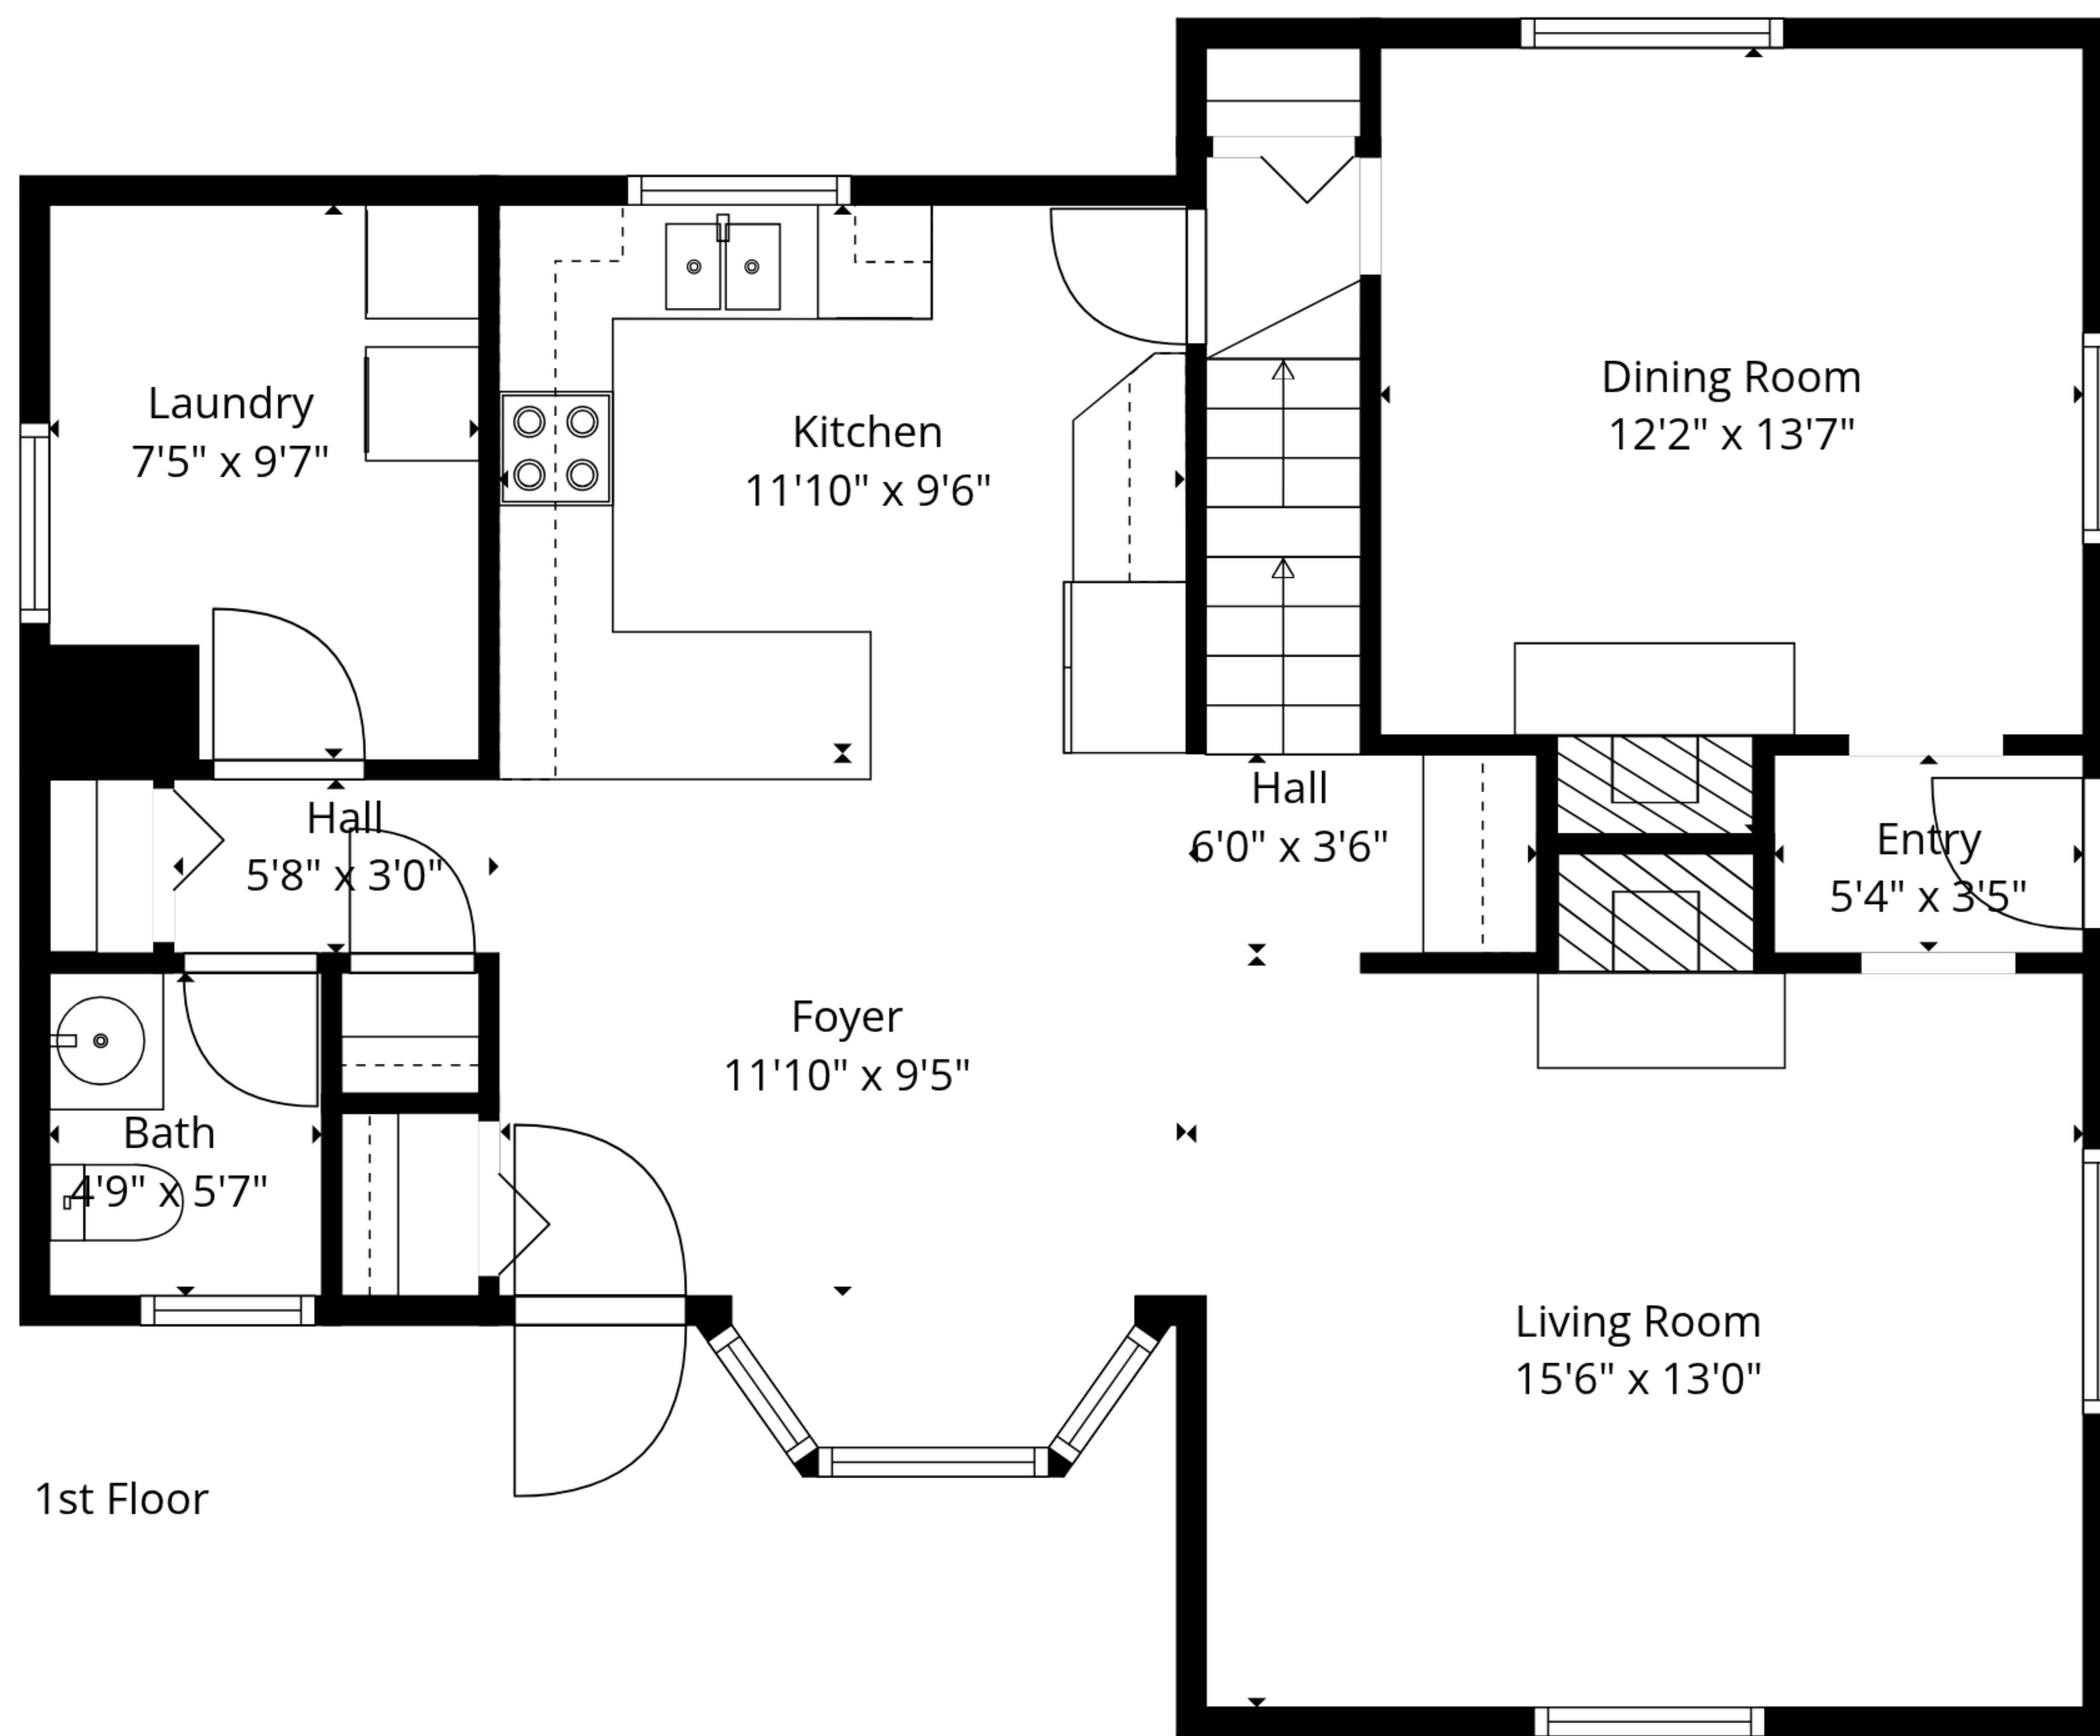 Laundry
7'5" x 9'7"
Kitchen
11'10" x 9'6"
Dining Room
12'2" x 13'7"
Hall
5'8" x 3'0"
Hall
6'0" x 3'6"
Entry
5'4" x 3'5"
Foyer
11'10" x 9'5"
Bath
4'9" x 5'7"
Living Room
15'6" x 13'0"
1st Floor